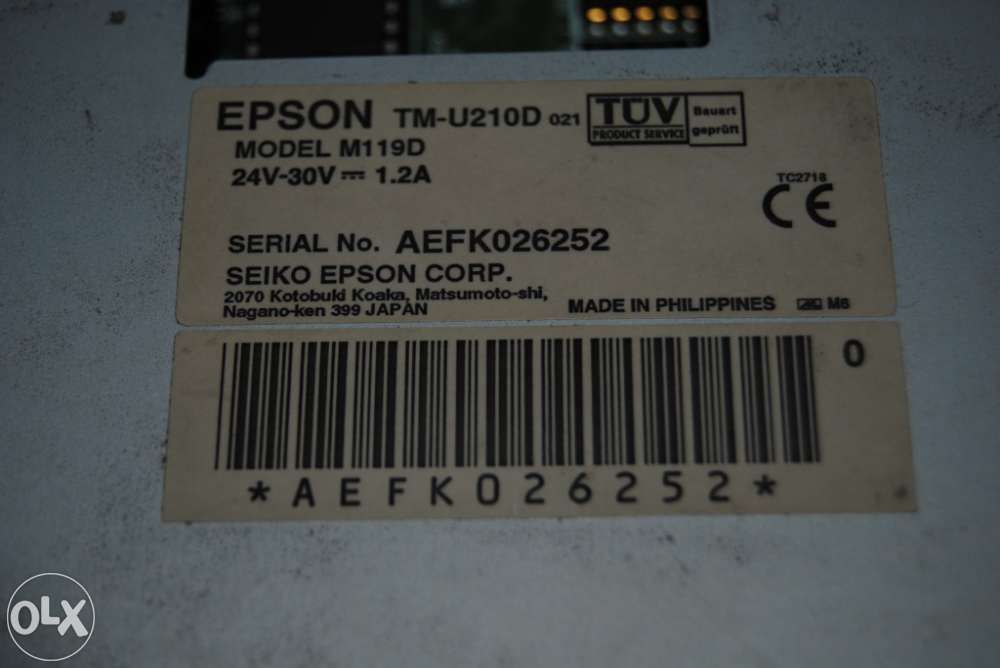 EPSON TM-U210D 021
TÜV PRODUCT SERVICE
Bauart geprüft
MODEL M119D
24V-30V ⎓ 1.2A
TC2718
CE
SERIAL No. AEFK026252
SEIKO EPSON CORP.
2070 Kotobuki Koaka, Matsumoto-shi,
Nagano-ken 399 JAPAN
MADE IN PHILIPPINES M6
0
*AEFK026252*
OLX